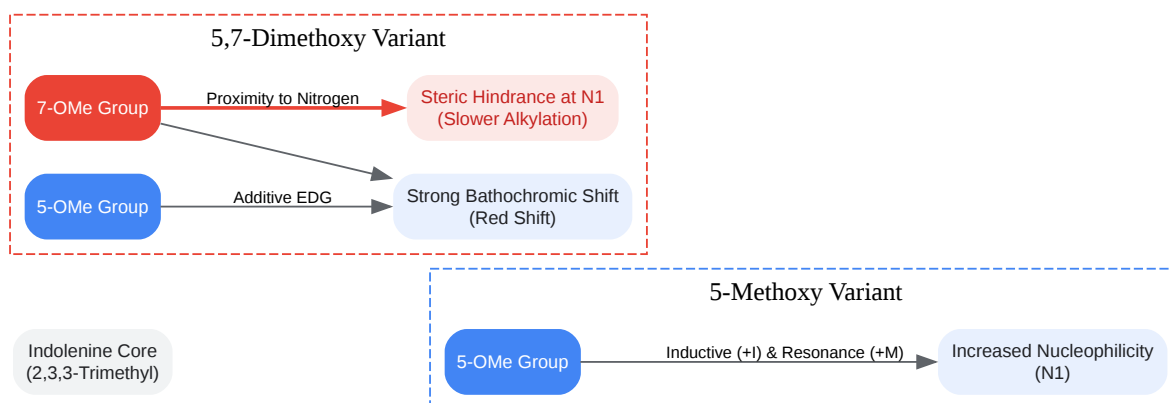 5,7-Dimethoxy Variant
7-OMe Group
Proximity to Nitrogen
Steric Hindrance at N1
(Slower Alkylation)
5-OMe Group
Additive EDG
Strong Bathochromic Shift
(Red Shift)
5-Methoxy Variant
Indolenine Core
(2,3,3-Trimethyl)
5-OMe Group
Inductive (+I) & Resonance (+M)
Increased Nucleophilicity
(N1)